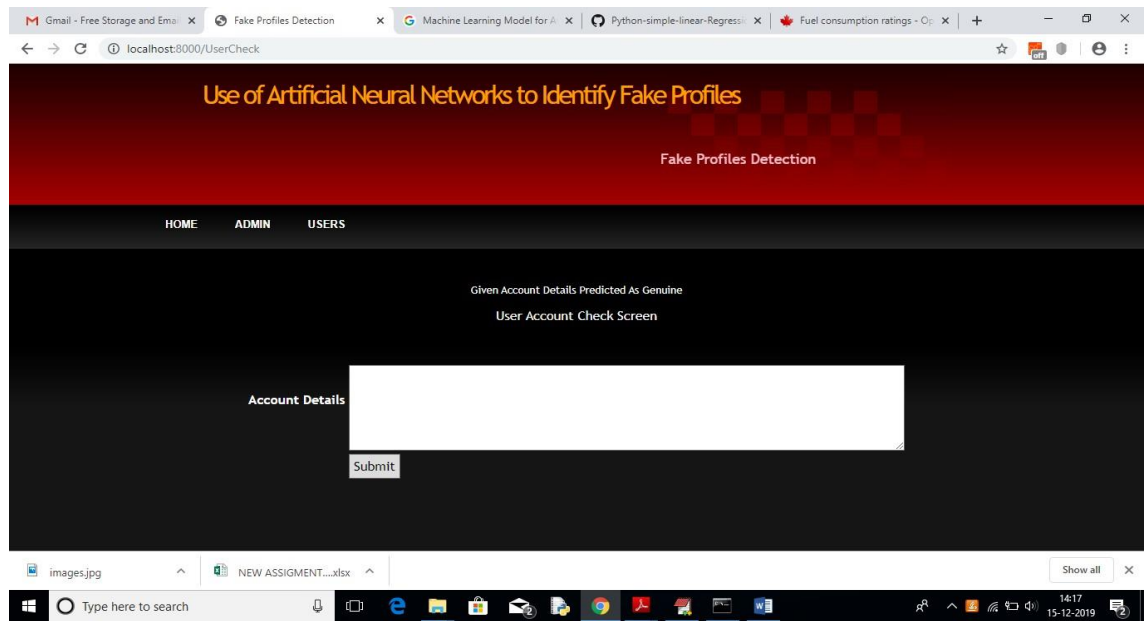 Gmail - Free Storage and Emai
Fake Profiles Detection
Machine Learning Model for A
Python-simple-linear-Regressi
Fuel consumption ratings - Op
localhost:8000/UserCheck
off
Use of Artificial Neural Networks to Identify Fake Profiles
Fake Profiles Detection
HOME ADMIN USERS
Given Account Details Predicted As Genuine
User Account Check Screen
Account Details
Submit
images.jpg
NEW ASSIGMENT....xlsx
Show all
Type here to search
2
14:17
15-12-2019
2